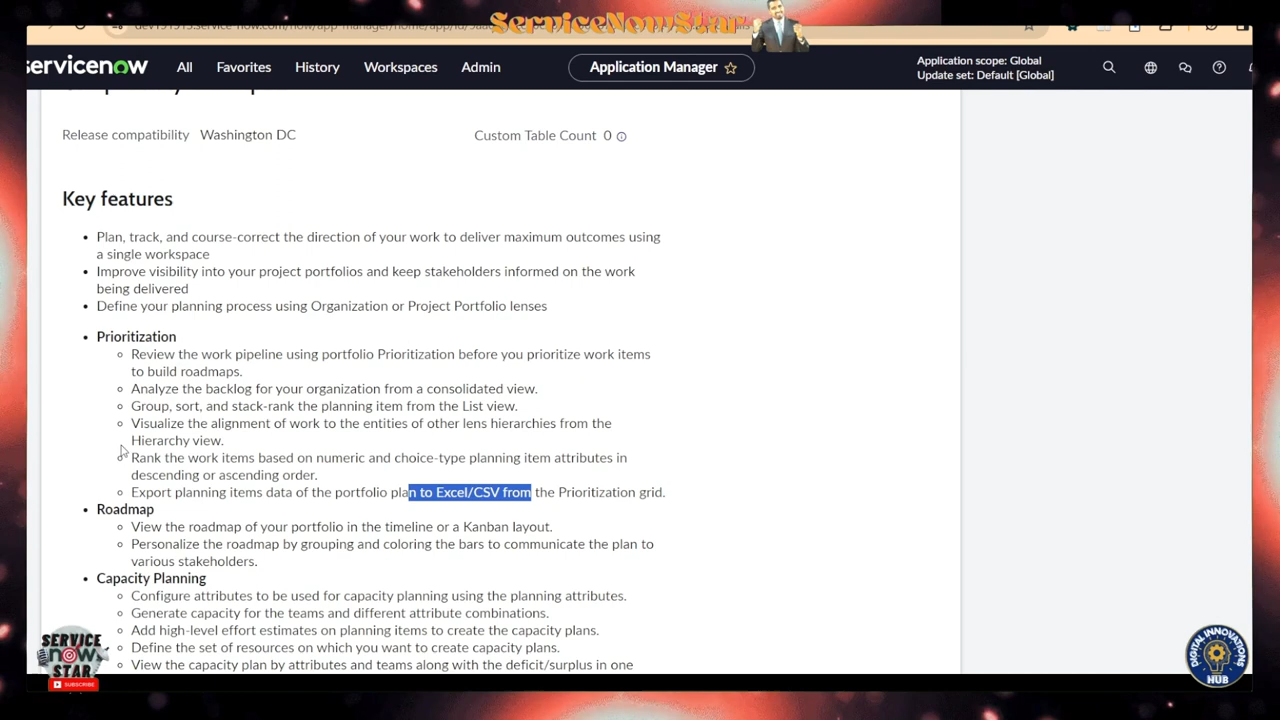 ServiceNowStar
servicenow All Favorites History Workspaces Admin Application Manager Application scope: Global
Update set: Default [Global]
Release compatibility Washington DC Custom Table Count 0
Key features
• Plan, track, and course-correct the direction of your work to deliver maximum outcomes using
a single workspace
• Improve visibility into your project portfolios and keep stakeholders informed on the work
being delivered
• Define your planning process using Organization or Project Portfolio lenses
• Prioritization
Review the work pipeline using portfolio Prioritization before you prioritize work items
to build roadmaps.
Analyze the backlog for your organization from a consolidated view.
Group, sort, and stack-rank the planning item from the List view.
Visualize the alignment of work to the entities of other lens hierarchies from the
Hierarchy view.
Rank the work items based on numeric and choice-type planning item attributes in
descending or ascending order.
Export planning items data of the portfolio plan to Excel/CSV from the Prioritization grid.
• Roadmap
View the roadmap of your portfolio in the timeline or a Kanban layout.
Personalize the roadmap by grouping and coloring the bars to communicate the plan to
various stakeholders.
• Capacity Planning
Configure attributes to be used for capacity planning using the planning attributes.
Generate capacity for the teams and different attribute combinations.
Add high-level effort estimates on planning items to create the capacity plans.
Define the set of resources on which you want to create capacity plans.
View the capacity plan by attributes and teams along with the deficit/surplus in one
SERVICE
NOW
STAR
SUBSCRIBE
DIGITAL INNOVATIONS
HUB